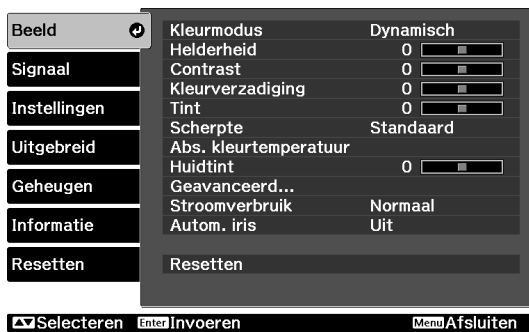 Beeld
Signaal
Instellingen
Uitgebreid
Geheugen
Informatie
Resetten
Kleurmodus Dynamisch
Helderheid 0
Contrast 0
Kleurverzadiging 0
Tint 0
Scherpte Standaard
Abs. kleurtemperatuur
Huidtint 0
Geavanceerd...
Stroomverbruik Normaal
Autom. iris Uit
Resetten
Selecteren Enter Invoeren Menu Afsluiten